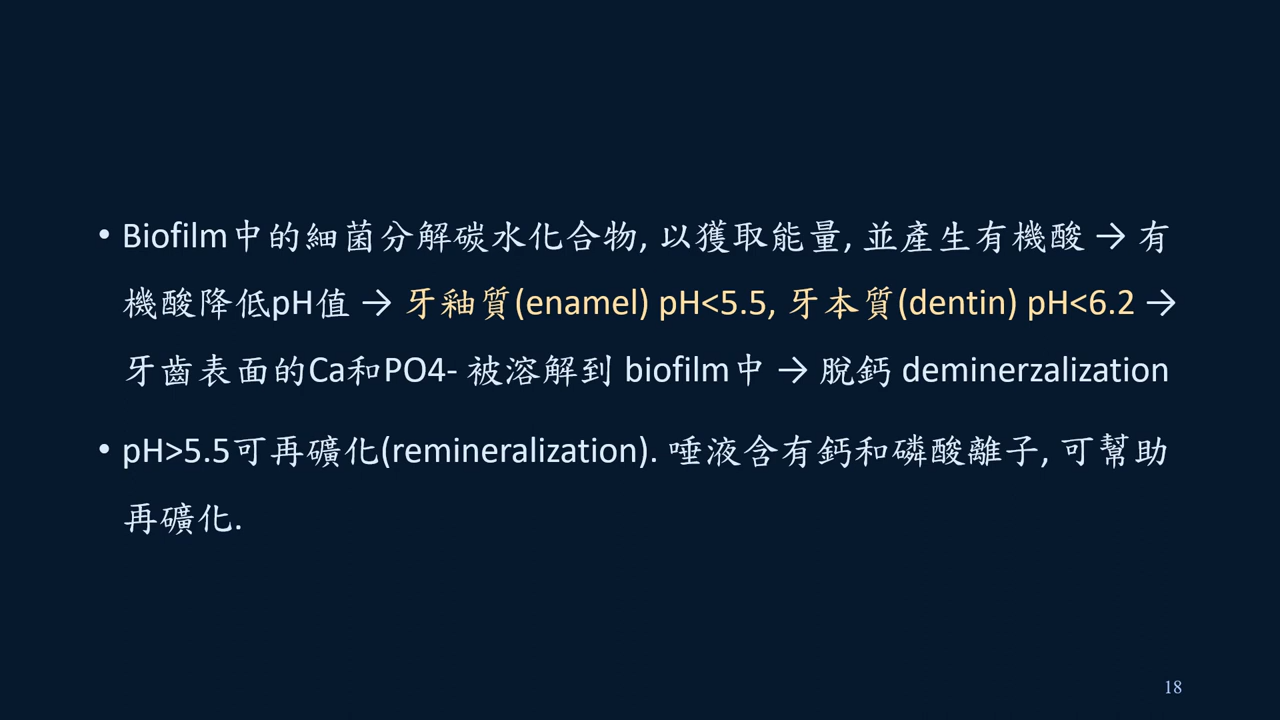 • Biofilm中的細菌分解碳水化合物, 以獲取能量, 並產生有機酸 → 有
機酸降低pH值 → 牙釉質(enamel) pH<5.5, 牙本質(dentin) pH<6.2 →
牙齒表面的Ca和PO4- 被溶解到 biofilm中 → 脫鈣 deminerzalization
• pH>5.5可再礦化(remineralization). 唾液含有鈣和磷酸離子, 可幫助
再礦化.
18